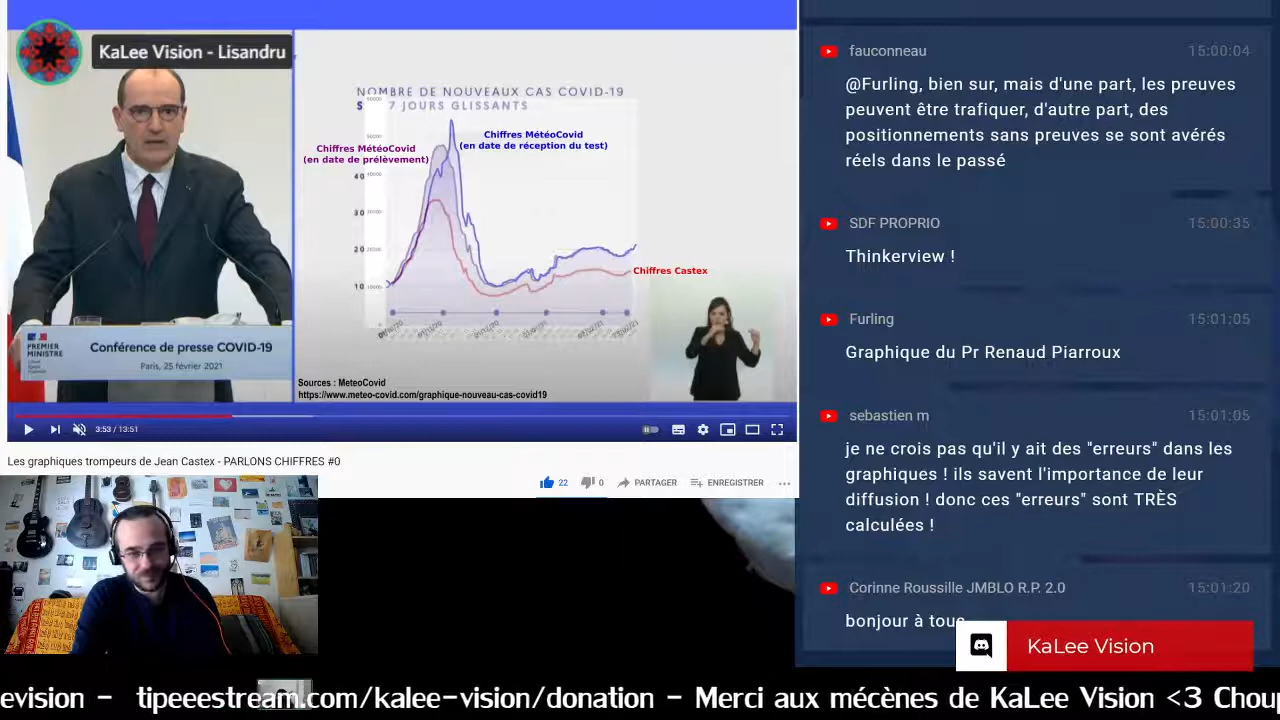 KaLee Vision - Lisandru
NOMBRE DE NOUVEAUX CAS COVID-19
7 JOURS GLISSANTS
Chiffres MétéoCovid
(en date de réception du test)
Chiffres MétéoCovid
(en date de prélèvement)
40
30
20
10
Chiffres Castex
PREMIER
MINISTRE
Conférence de presse COVID-19
Paris, 25 février 2021
Sources : MeteoCovid
https://www.meteo-covid.com/graphique-nouveau-cas-covid19
3:53 / 13:51
Les graphiques trompeurs de Jean Castex - PARLONS CHIFFRES #0
22 0 PARTAGER ENREGISTRER
fauconneau 15:00:04
@Furling, bien sur, mais d'une part, les preuves
peuvent être trafiquer, d'autre part, des
positionnements sans preuves se sont avérés
réels dans le passé
SDF PROPRIO 15:00:35
Thinkerview !
Furling 15:01:05
Graphique du Pr Renaud Piarroux
sebastien m 15:01:05
je ne crois pas qu'il y ait des "erreurs" dans les
graphiques ! ils savent l'importance de leur
diffusion ! donc ces "erreurs" sont TRÈS
calculées !
Corinne Roussille JMBLO R.P. 2.0 15:01:20
bonjour à tous
KaLee Vision
evision - tipeeestream.com/kalee-vision/donation - Merci aux mécènes de KaLee Vision <3 Chou